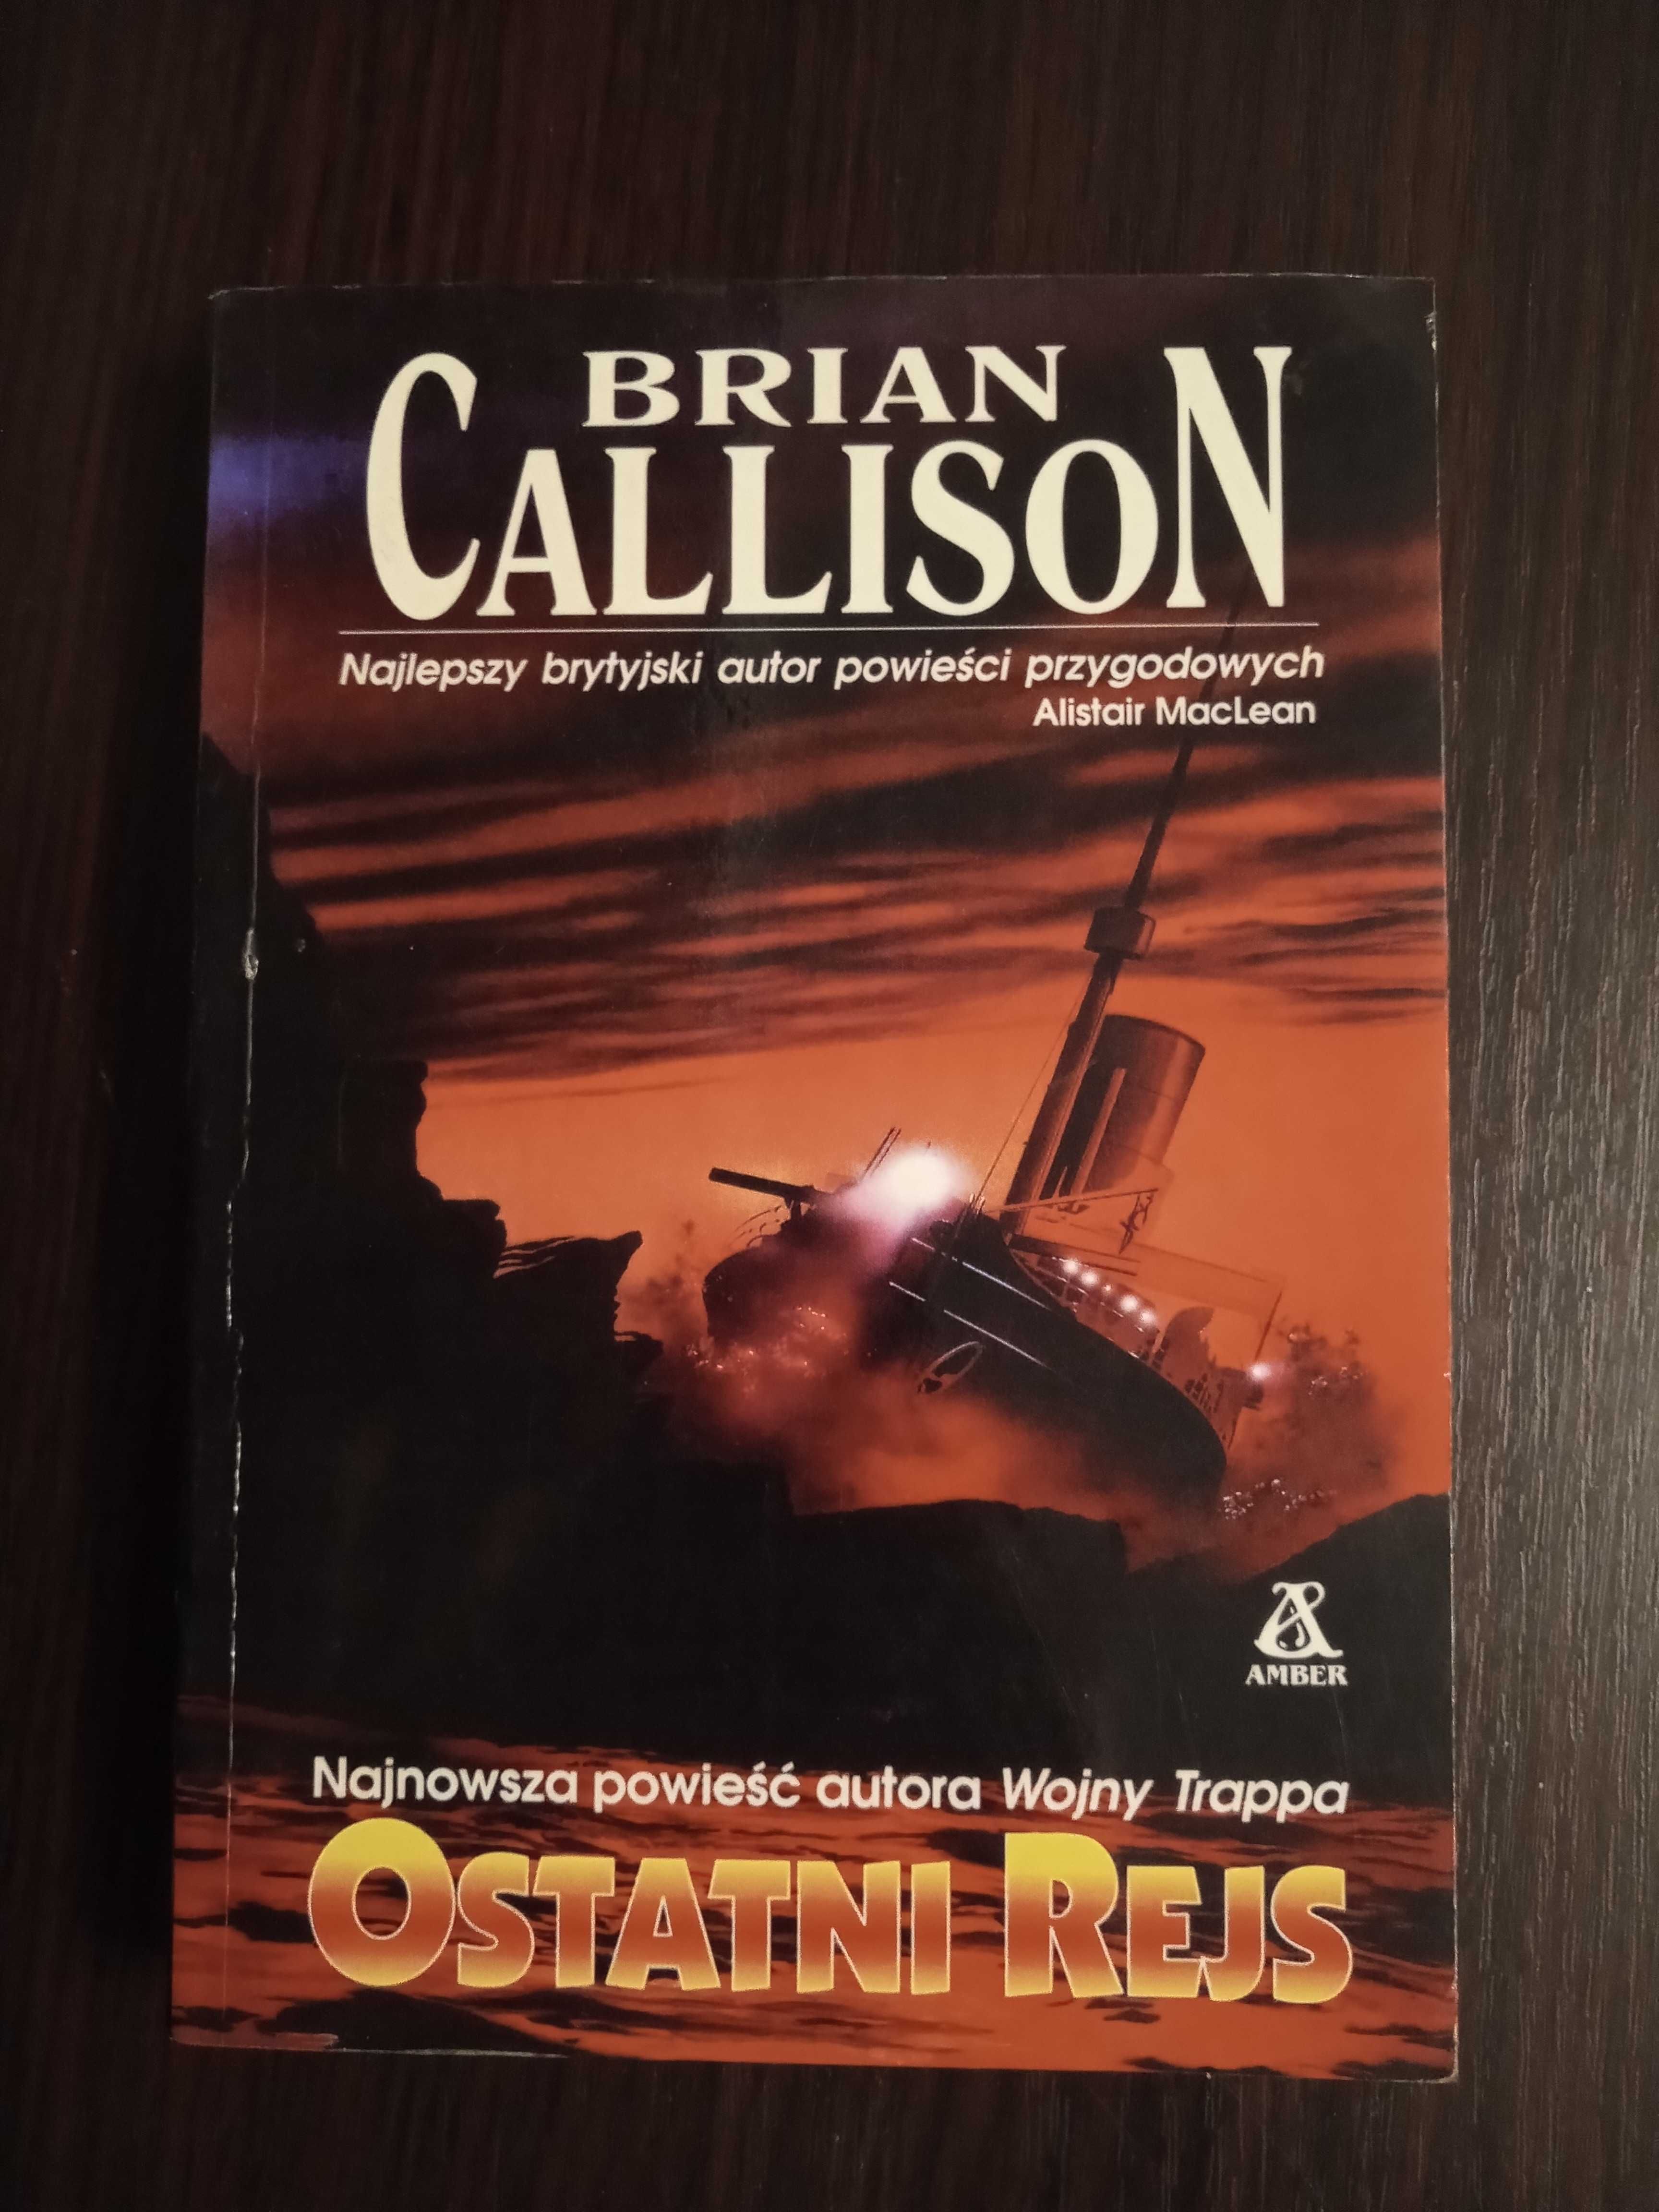 BRIAN
CALLISON
Najlepszy brytyjski autor powieści przygodowych
Alistair MacLean
A
AMBER
Najnowsza powieść autora Wojny Trappa
OSTATNI REJS